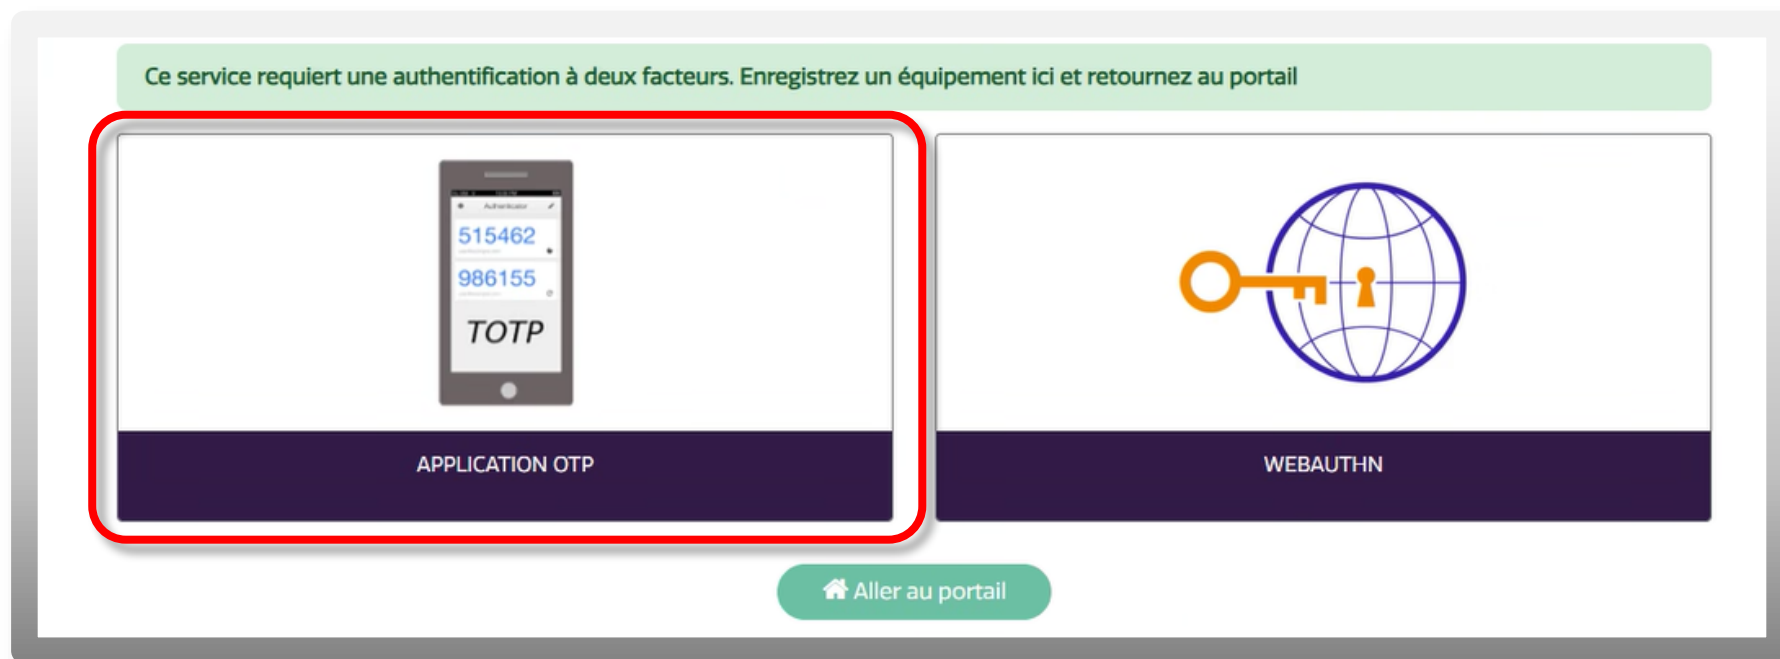 Ce service requiert une authentification à deux facteurs. Enregistrez un équipement ici et retournez au portail
Authenticator
515462
986155
TOTP
APPLICATION OTP
WEBAUTHN
Aller au portail